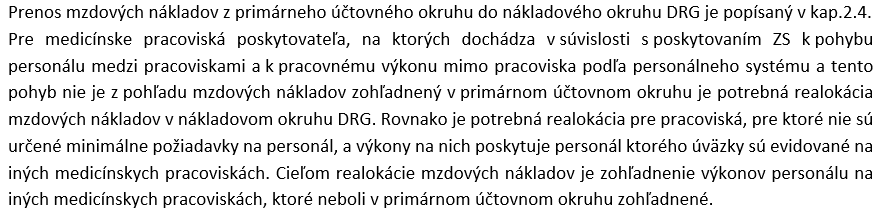 Prenos mzdových nákladov z primárneho účtovného okruhu do nákladového okruhu DRG je popísaný v kap.2.4.
Pre medicínske pracoviská poskytovateľa, na ktorých dochádza v súvislosti s poskytovaním ZS k pohybu
personálu medzi pracoviskami a k pracovnému výkonu mimo pracoviska podľa personálneho systému a tento
pohyb nie je z pohľadu mzdových nákladov zohľadnený v primárnom účtovnom okruhu je potrebná realokácia
mzdových nákladov v nákladovom okruhu DRG. Rovnako je potrebná realokácia pre pracoviská, pre ktoré nie sú
určené minimálne požiadavky na personál, a výkony na nich poskytuje personál ktorého úväzky sú evidované na
iných medicínskych pracoviskách. Cieľom realokácie mzdových nákladov je zohľadnenie výkonov personálu na
iných medicínskych pracoviskách, ktoré neboli v primárnom účtovnom okruhu zohľadnené.